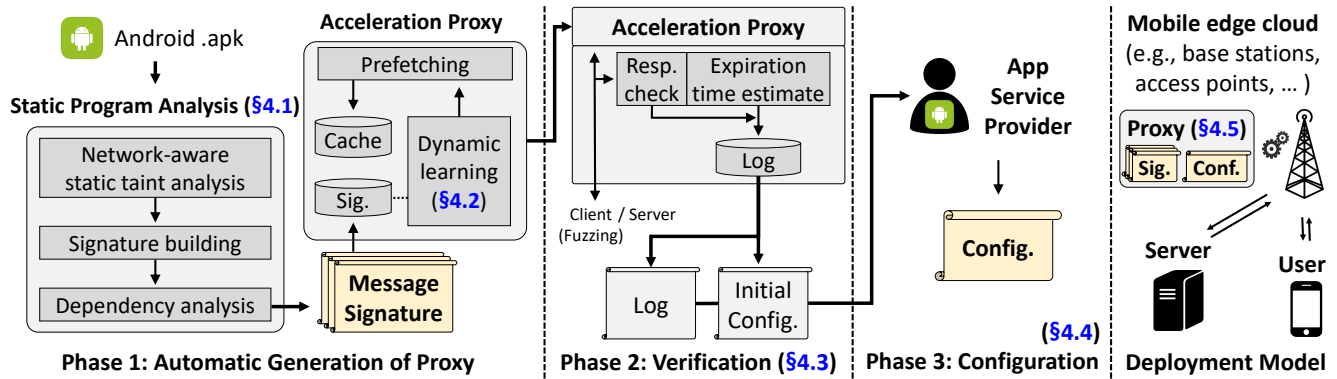 Android .apk
Static Program Analysis (§4.1)
Network-aware
static taint analysis
Signature building
Dependency analysis
Acceleration Proxy
Prefetching
Cache
Sig.
Dynamic
learning
(§4.2)
Message
Signature
Phase 1: Automatic Generation of Proxy
Acceleration Proxy
Resp.
check
Expiration
time estimate
Log
Client / Server
(Fuzzing)
Log
Initial
Config.
Phase 2: Verification (§4.3)
App
Service
Provider
Config.
(§4.4)
Phase 3: Configuration
Mobile edge cloud
(e.g., base stations,
access points, … )
Proxy (§4.5)
Sig.
Conf.
Server
User
Deployment Model